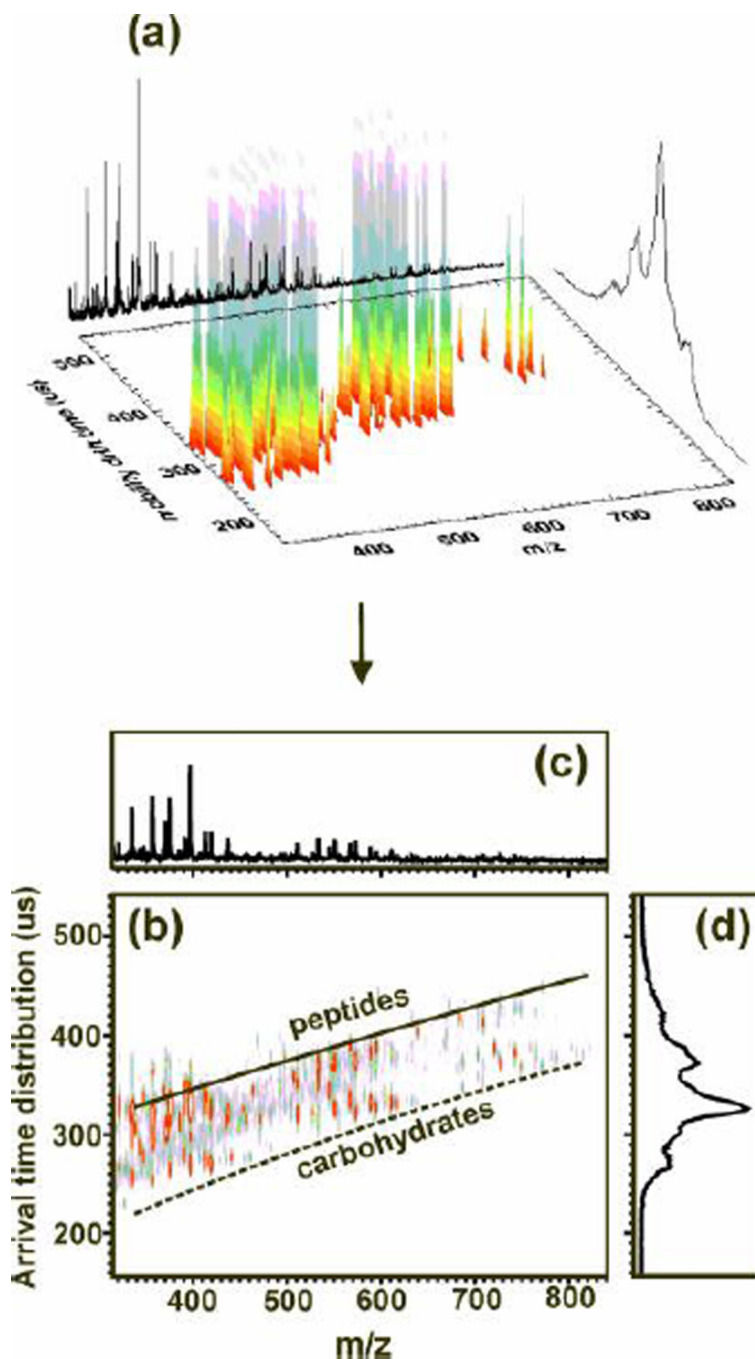 (a)
500
400
300
200
mobility drift time (us)
400
500
600
700
800
m/z
(c)
(b)
(d)
Arrival time distribution (us)
500
400
300
200
peptides
carbohydrates
400
500
600
700
800
m/z